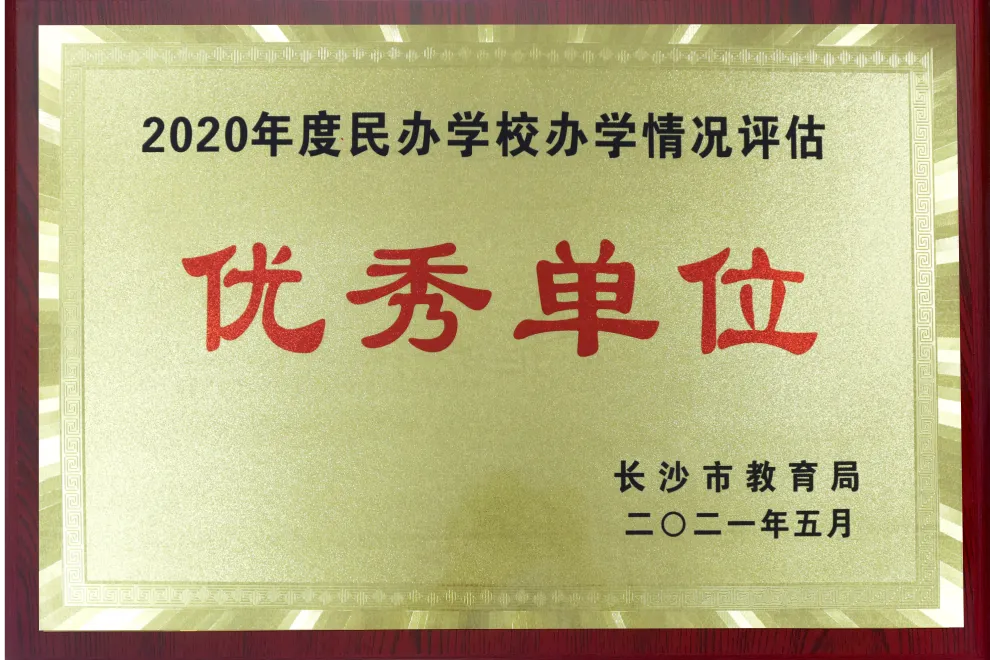 2020年度民办学校办学情况评估
优秀单位
长沙市教育局
二〇二一年五月